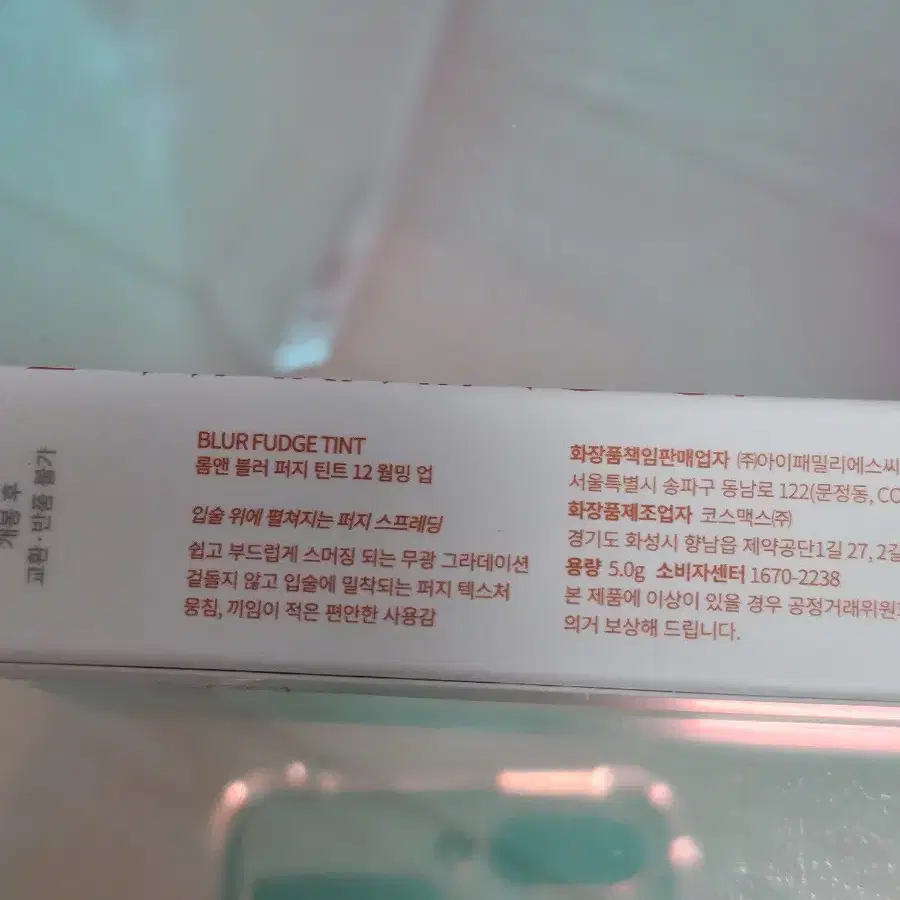 개봉 후
교환·반품 불가
BLUR FUDGE TINT
롬앤 블러 퍼지 틴트 12 웜밍 업
입술 위에 펼쳐지는 퍼지 스프레딩
쉽고 부드럽게 스머징 되는 무광 그라데이션
겉돌지 않고 입술에 밀착되는 퍼지 텍스처
뭉침, 끼임이 적은 편안한 사용감
화장품책임판매업자 ㈜아이패밀리에스씨
서울특별시 송파구 동남로 122(문정동, CO
화장품제조업자 코스맥스㈜
경기도 화성시 향남읍 제약공단1길 27, 2길
용량 5.0g 소비자센터 1670-2238
본 제품에 이상이 있을 경우 공정거래위원회
의거 보상해 드립니다.